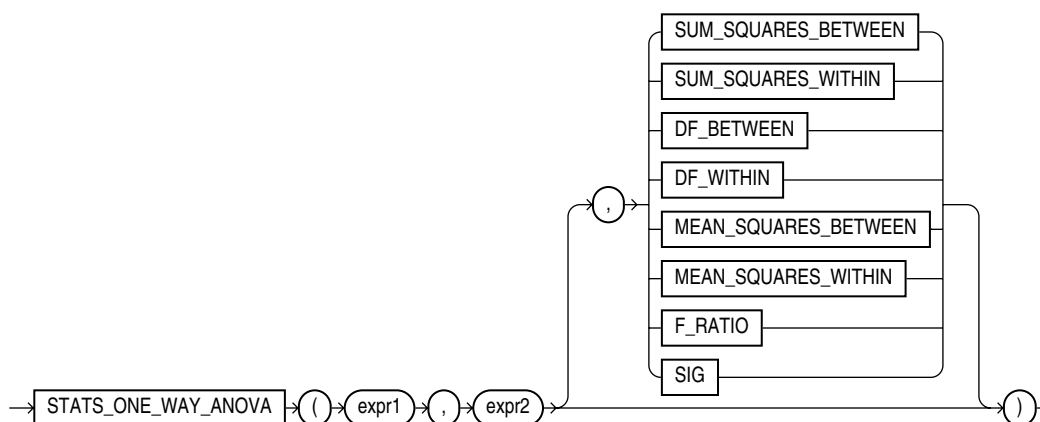 SUM_SQUARES_BETWEEN
SUM_SQUARES_WITHIN
DF_BETWEEN
DF_WITHIN
,
MEAN_SQUARES_BETWEEN
MEAN_SQUARES_WITHIN
F_RATIO
SIG
STATS_ONE_WAY_ANOVA ( expr1 , expr2 )